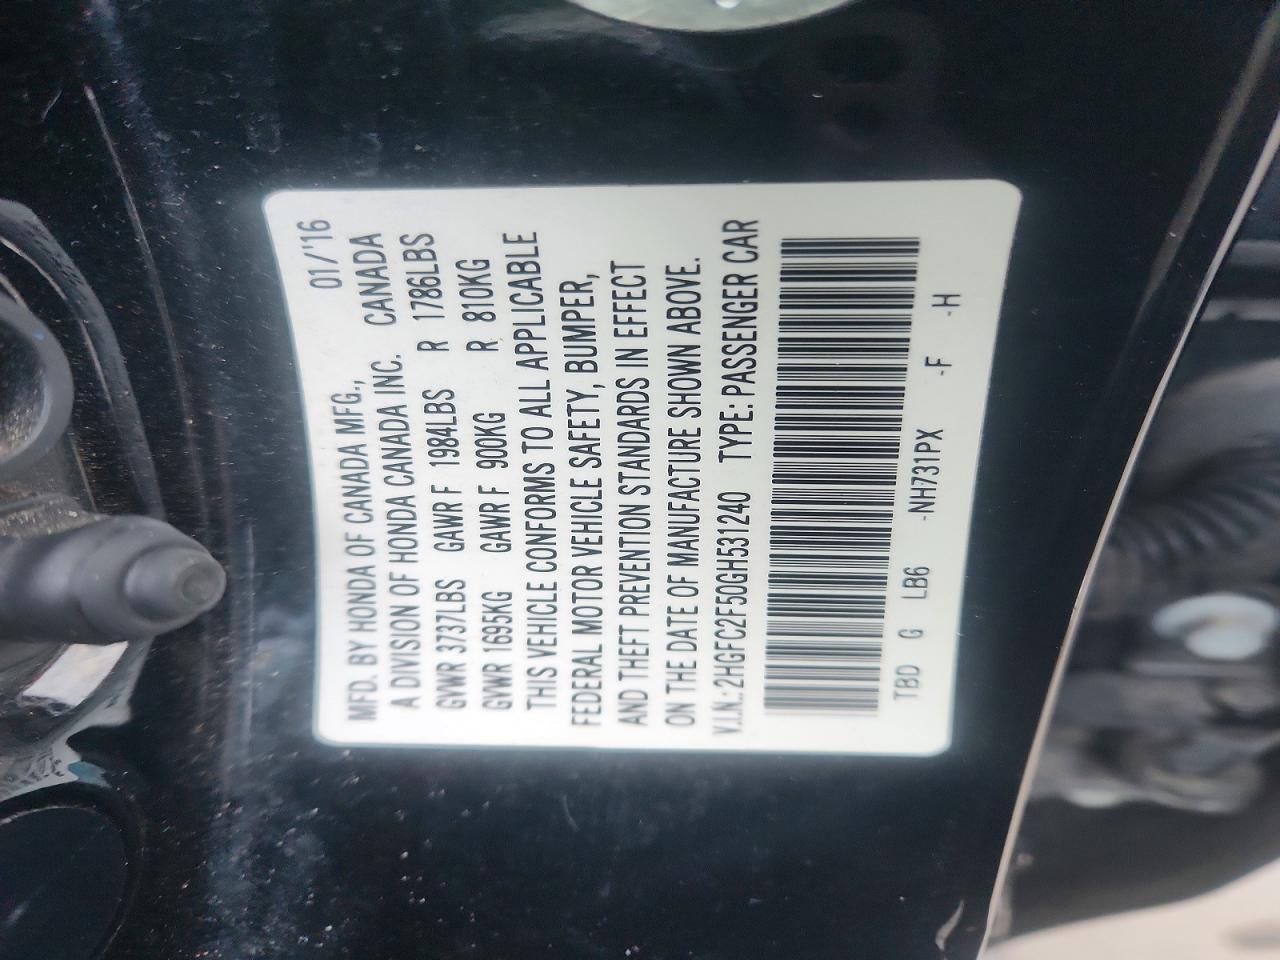 MFD. BY HONDA OF CANADA MFG., 01/'16
A DIVISION OF HONDA CANADA INC. CANADA
GVWR 3737LBS GAWR F 1984LBS R 1786LBS
GVWR 1695KG GAWR F 900KG R 810KG
THIS VEHICLE CONFORMS TO ALL APPLICABLE
FEDERAL MOTOR VEHICLE SAFETY, BUMPER,
AND THEFT PREVENTION STANDARDS IN EFFECT
ON THE DATE OF MANUFACTURE SHOWN ABOVE.
V.I.N.:2HGFC2F50GH531240 TYPE: PASSENGER CAR
TBD G LB6 -NH731PX -F -H